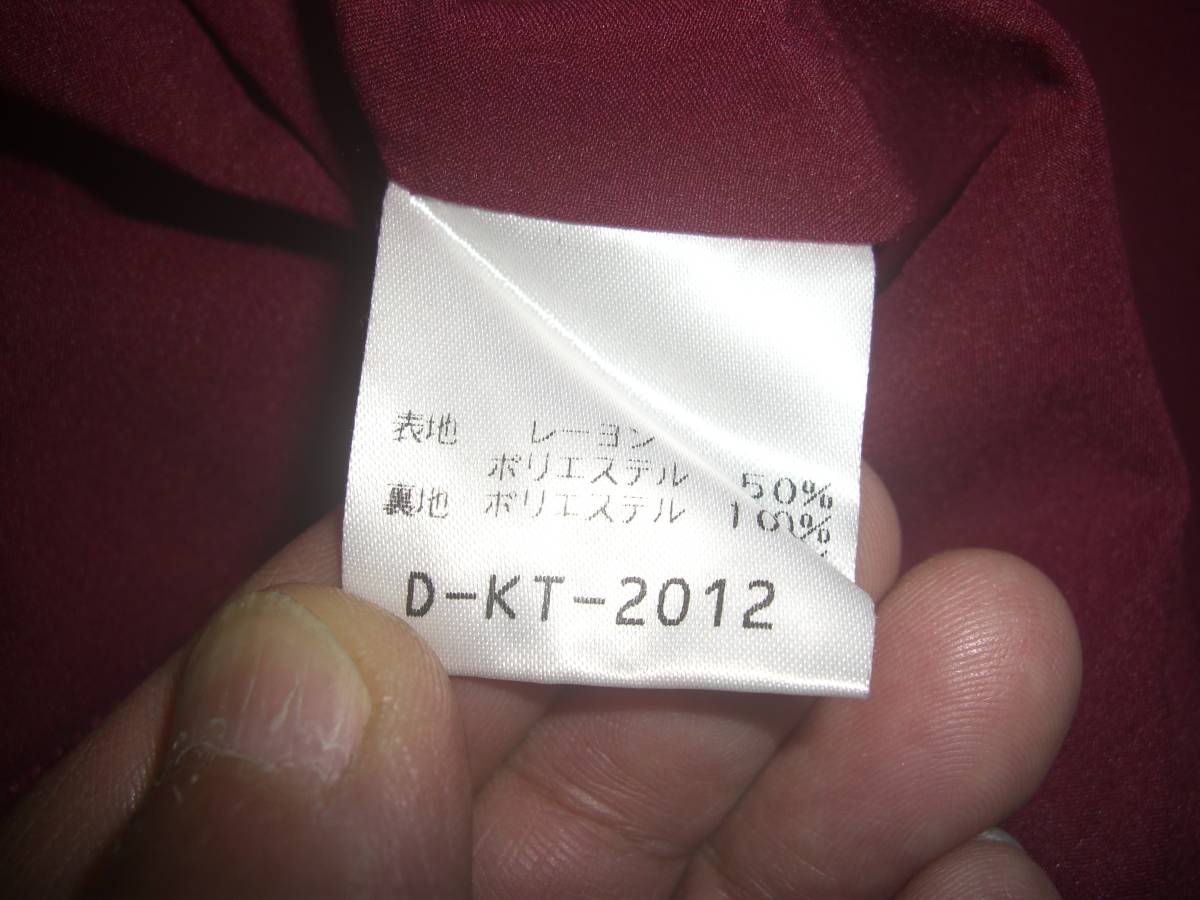 表地 レーヨン
ポリエステル 50%
裏地 ポリエステル 100%
D-KT-2012